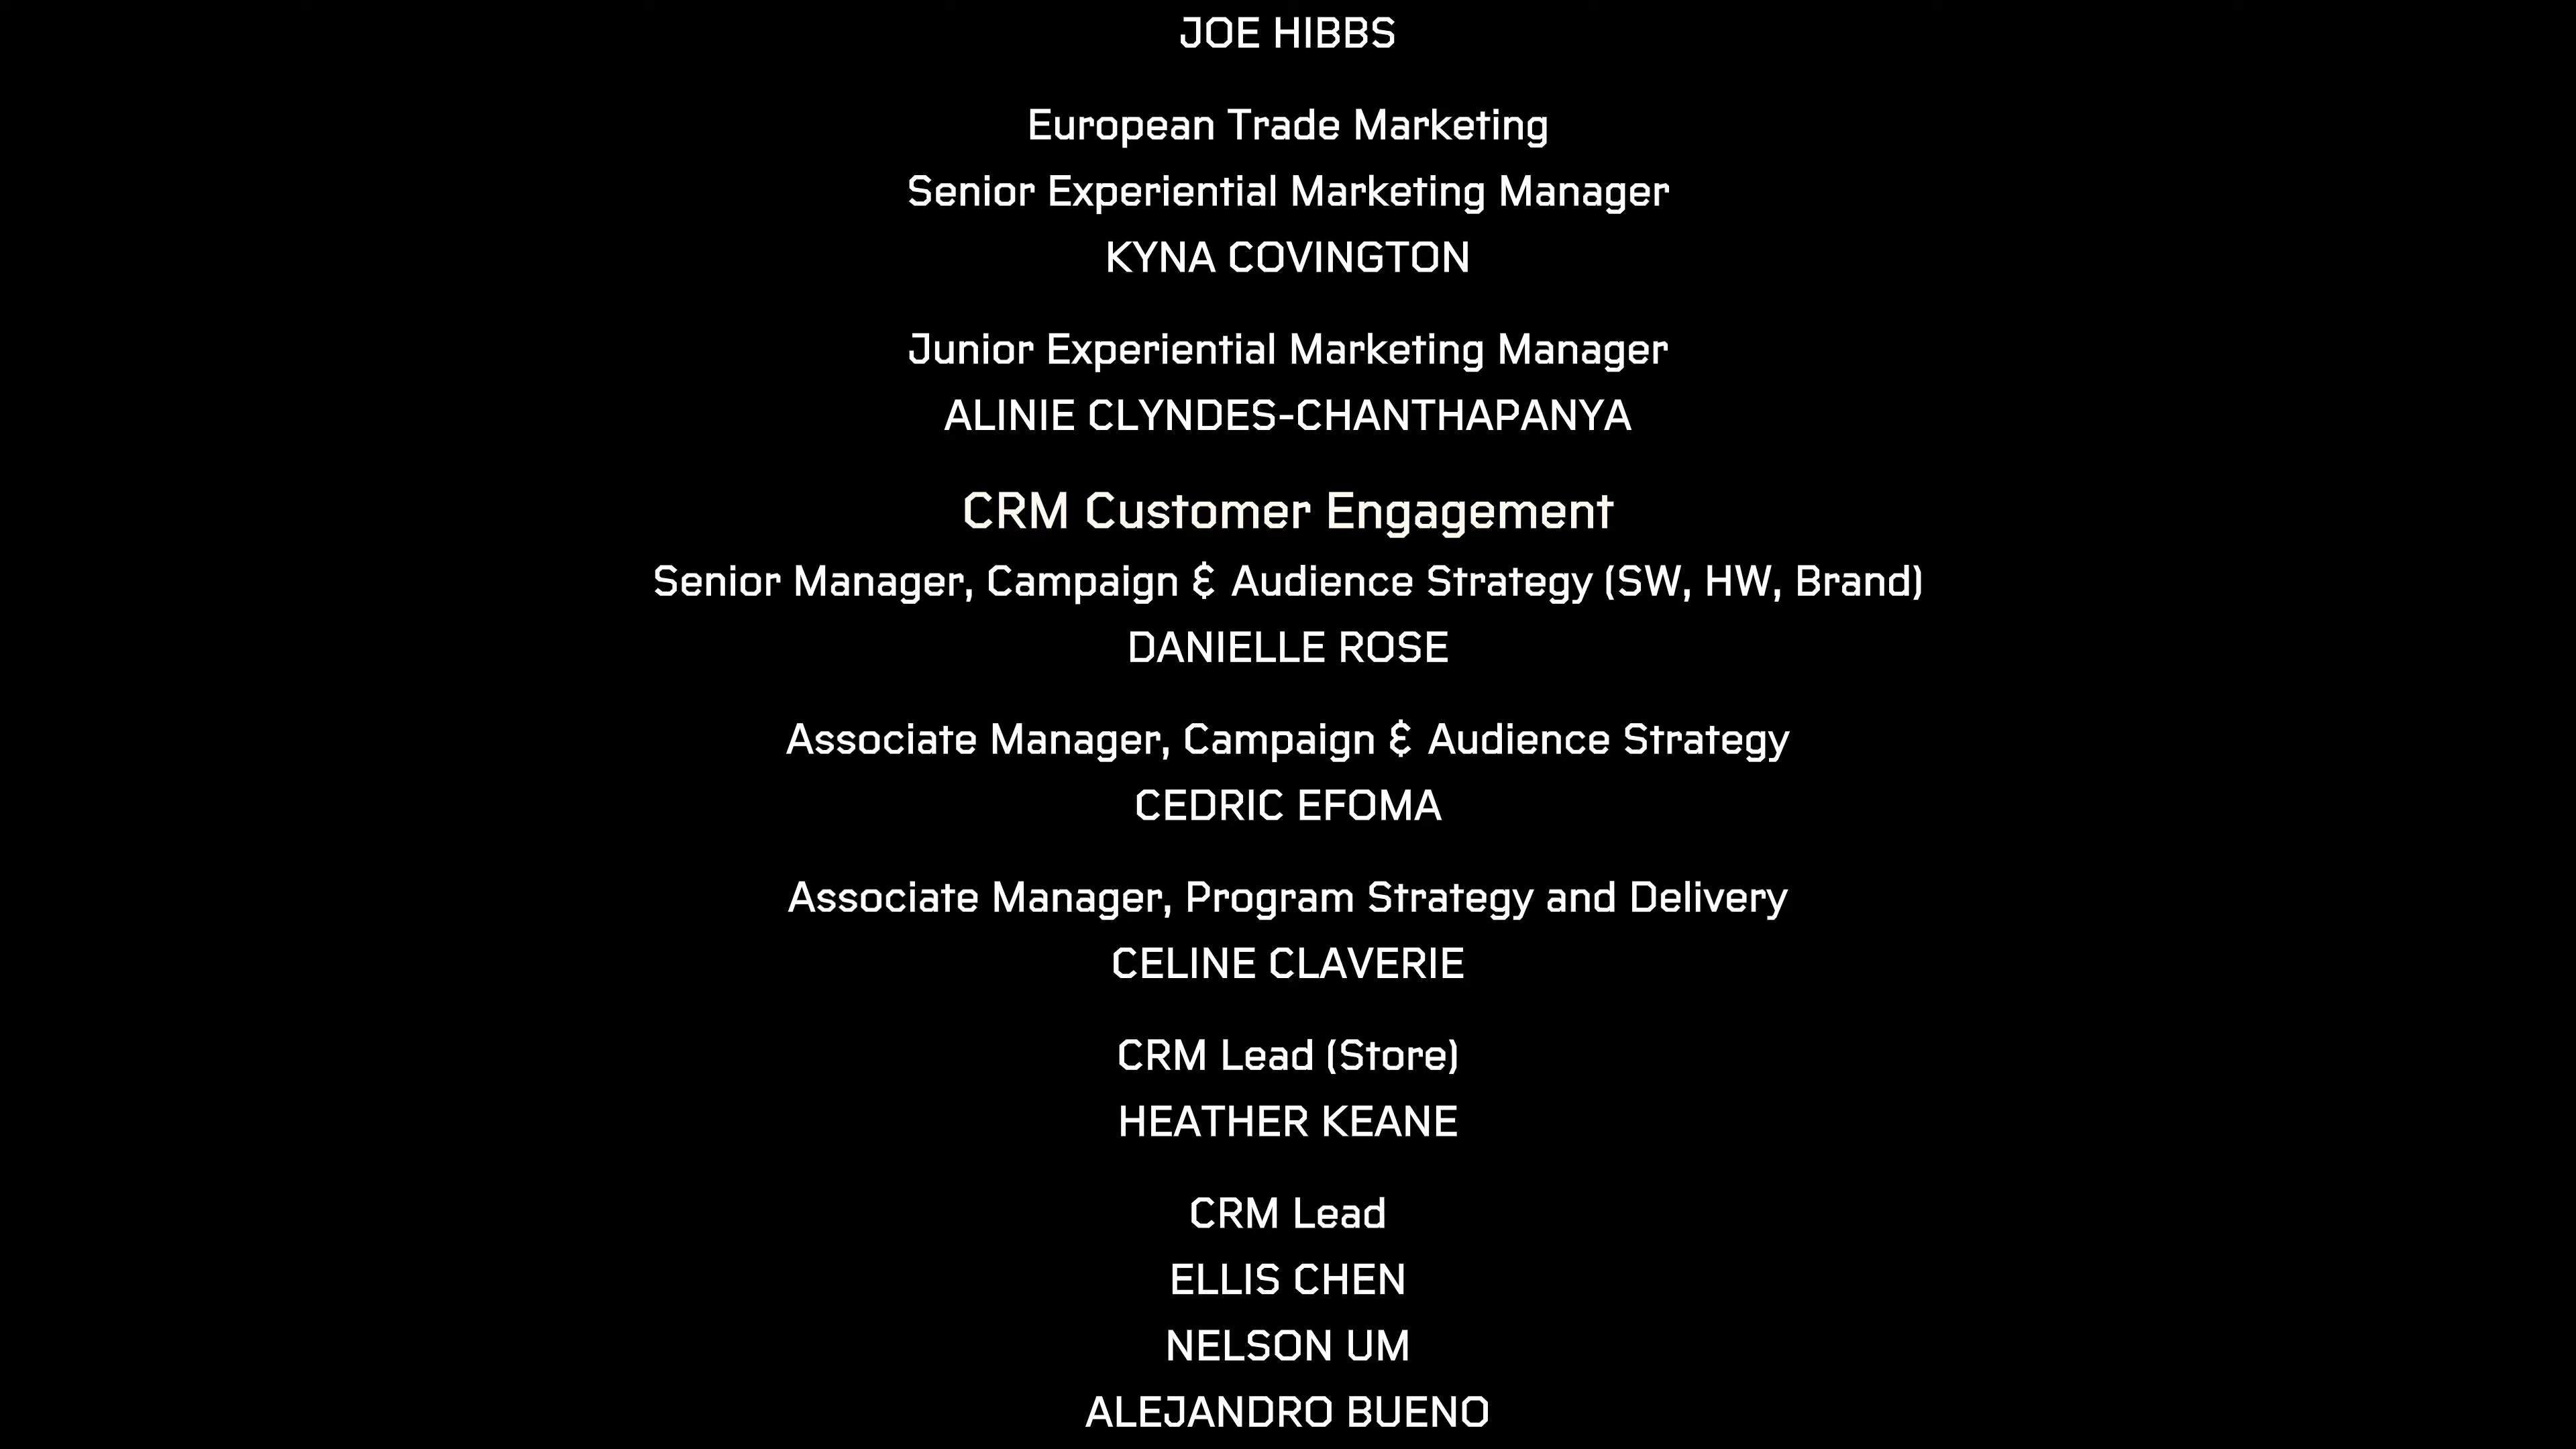 JOE HIBBS
European Trade Marketing
Senior Experiential Marketing Manager
KYNA COVINGTON
Junior Experiential Marketing Manager
ALINIE CLYNDES-CHANTHAPANYA
CRM Customer Engagement
Senior Manager, Campaign & Audience Strategy (SW, HW, Brand)
DANIELLE ROSE
Associate Manager, Campaign & Audience Strategy
CEDRIC EFOMA
Associate Manager, Program Strategy and Delivery
CELINE CLAVERIE
CRM Lead (Store)
HEATHER KEANE
CRM Lead
ELLIS CHEN
NELSON UM
ALEJANDRO BUENO